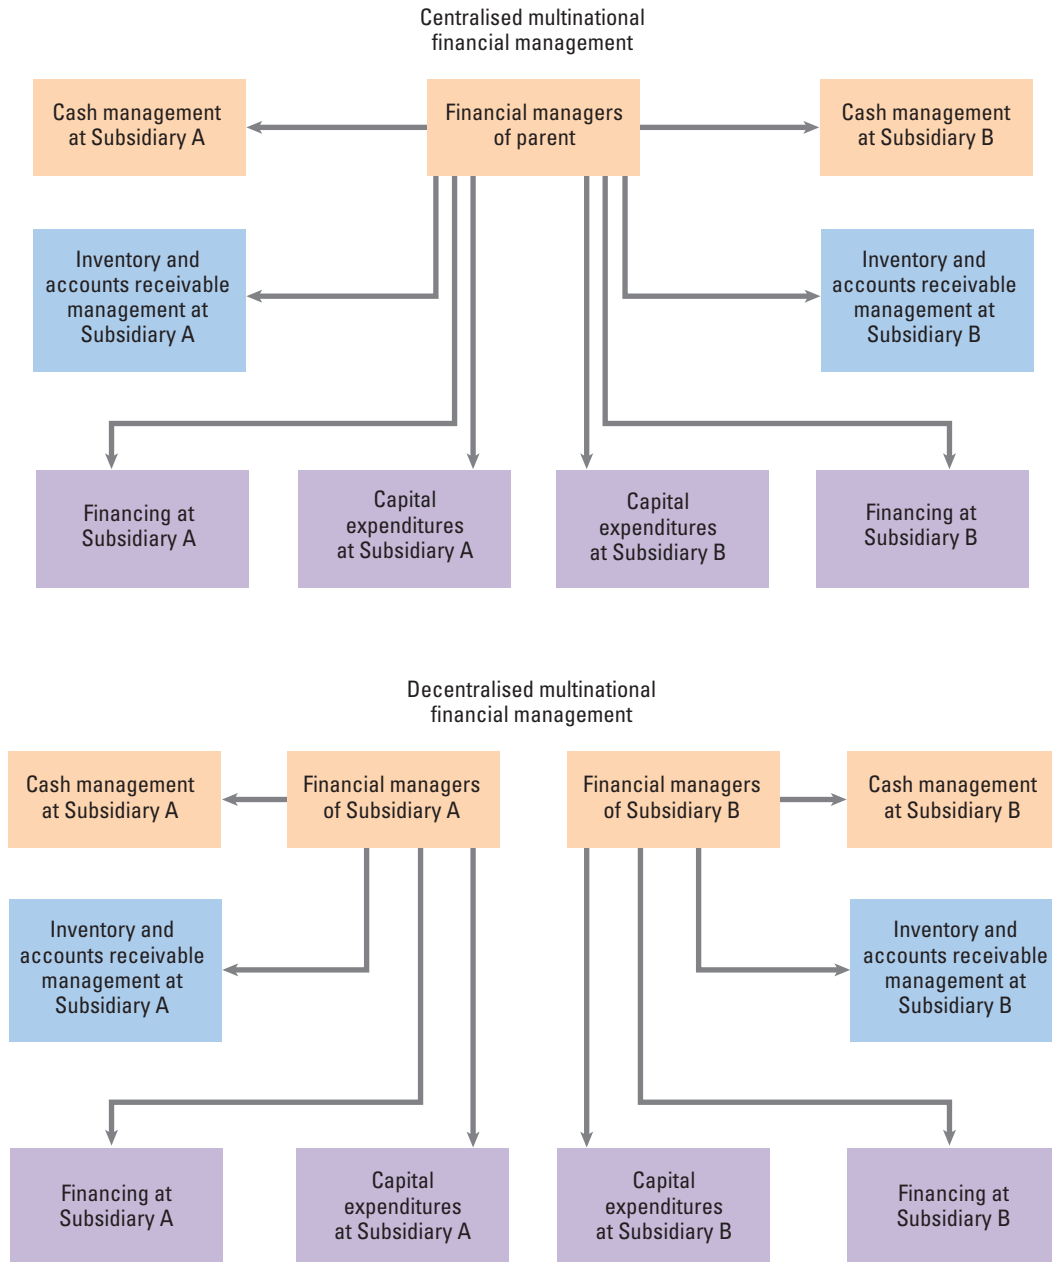 Centralised multinational
financial management
Cash management
at Subsidiary A
Financial managers
of parent
Cash management
at Subsidiary B
Inventory and
accounts receivable
management at
Subsidiary A
Inventory and
accounts receivable
management at
Subsidiary B
Financing at
Subsidiary A
Capital
expenditures
at Subsidiary A
Capital
expenditures
at Subsidiary B
Financing at
Subsidiary B
Decentralised multinational
financial management
Cash management
at Subsidiary A
Financial managers
of Subsidiary A
Financial managers
of Subsidiary B
Cash management
at Subsidiary B
Inventory and
accounts receivable
management at
Subsidiary A
Inventory and
accounts receivable
management at
Subsidiary B
Financing at
Subsidiary A
Capital
expenditures
at Subsidiary A
Capital
expenditures
at Subsidiary B
Financing at
Subsidiary B